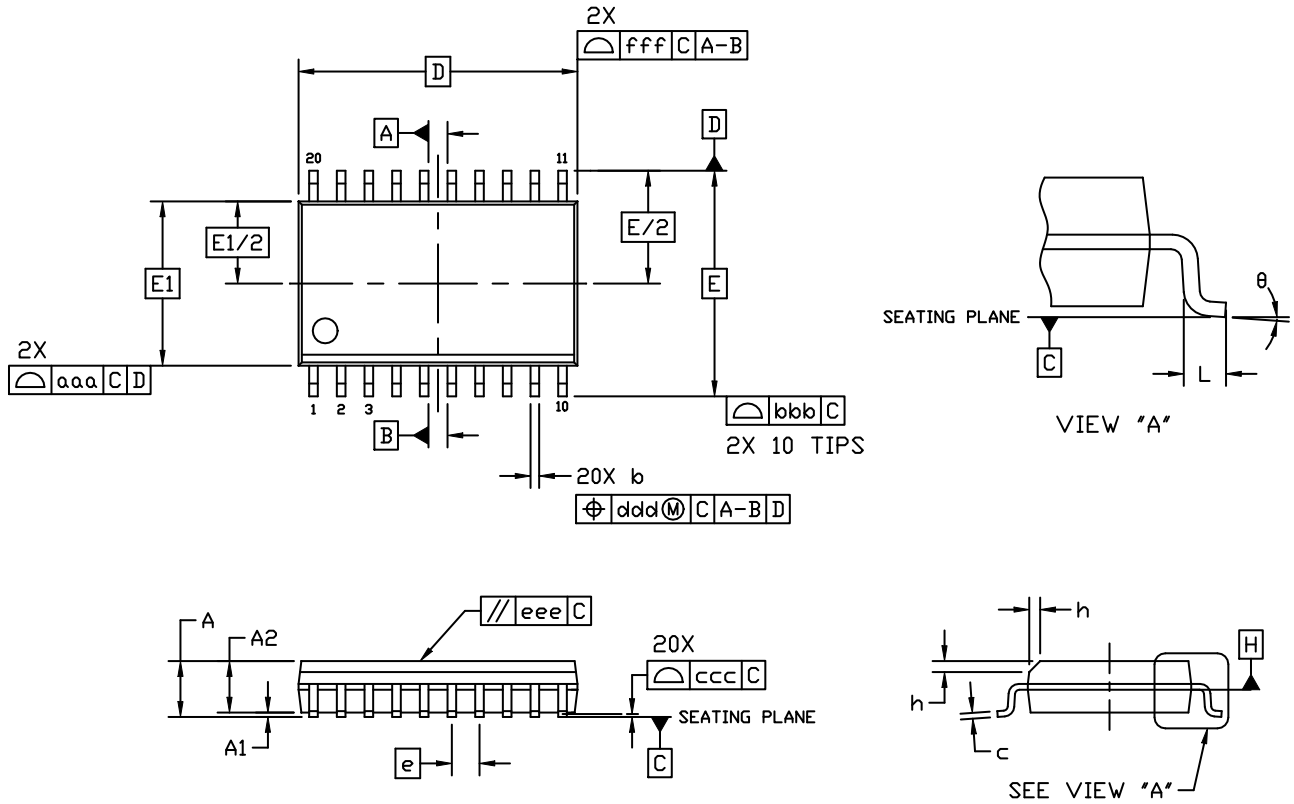 2X
⌓ fff C A-B
D
A
D
20
11
E1/2
E/2
E1
E
2X
⌓ aaa C D
1
2
3
10
B
⌓ bbb C
2X 10 TIPS
20X b
⌖ ddd Ⓜ C A-B D
θ
SEATING PLANE
C
L
VIEW "A"
// eee C
A
A2
20X
⌓ ccc C
SEATING PLANE
A1
e
C
h
H
h
c
SEE VIEW "A"